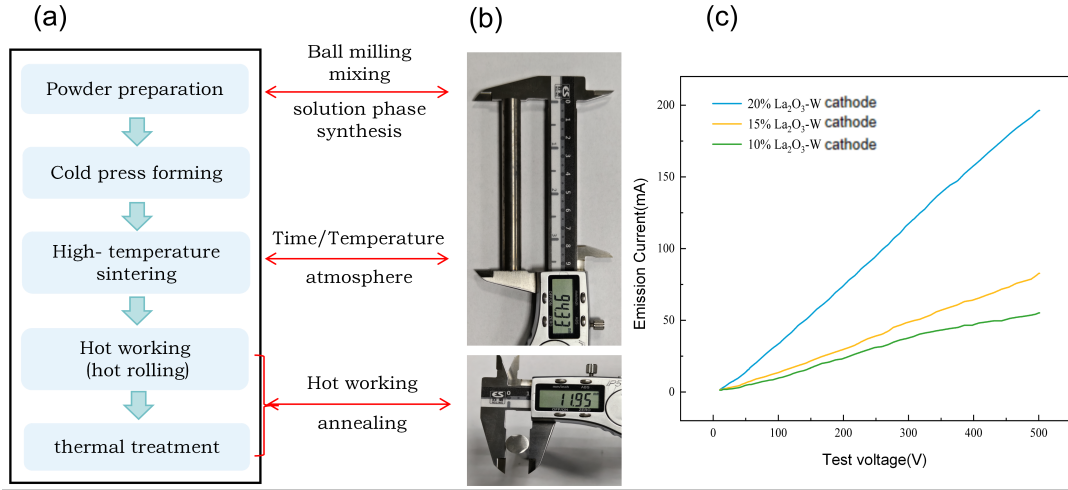 (a)
Powder preparation
Cold press forming
High- temperature
sintering
Hot working
(hot rolling)
thermal treatment
Ball milling
mixing
solution phase
synthesis
Time/Temperature
atmosphere
Hot working
annealing
(b)
94.33
11.95
(c)
20% La₂O₃-W cathode
15% La₂O₃-W cathode
10% La₂O₃-W cathode
Emission Current(mA)
200
150
100
50
0
0 100 200 300 400 500
Test voltage(V)